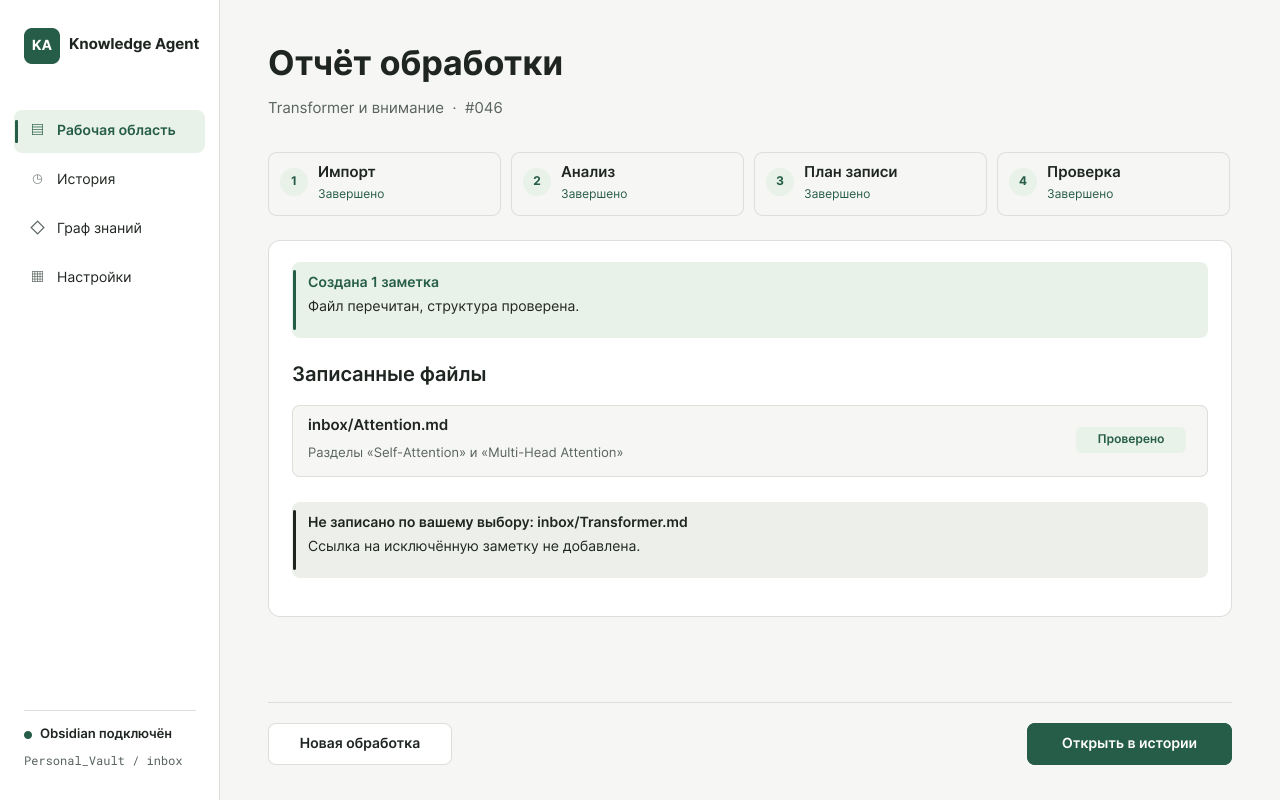 KA
Knowledge Agent
Рабочая область
История
Граф знаний
Настройки
Obsidian подключён
Personal_Vault / inbox
Отчёт обработки
Transformer и внимание · #046
1
Импорт
Завершено
2
Анализ
Завершено
3
План записи
Завершено
4
Проверка
Завершено
Создана 1 заметка
Файл перечитан, структура проверена.
Записанные файлы
inbox/Attention.md
Разделы «Self-Attention» и «Multi-Head Attention»
Проверено
Не записано по вашему выбору: inbox/Transformer.md
Ссылка на исключённую заметку не добавлена.
Новая обработка
Открыть в истории